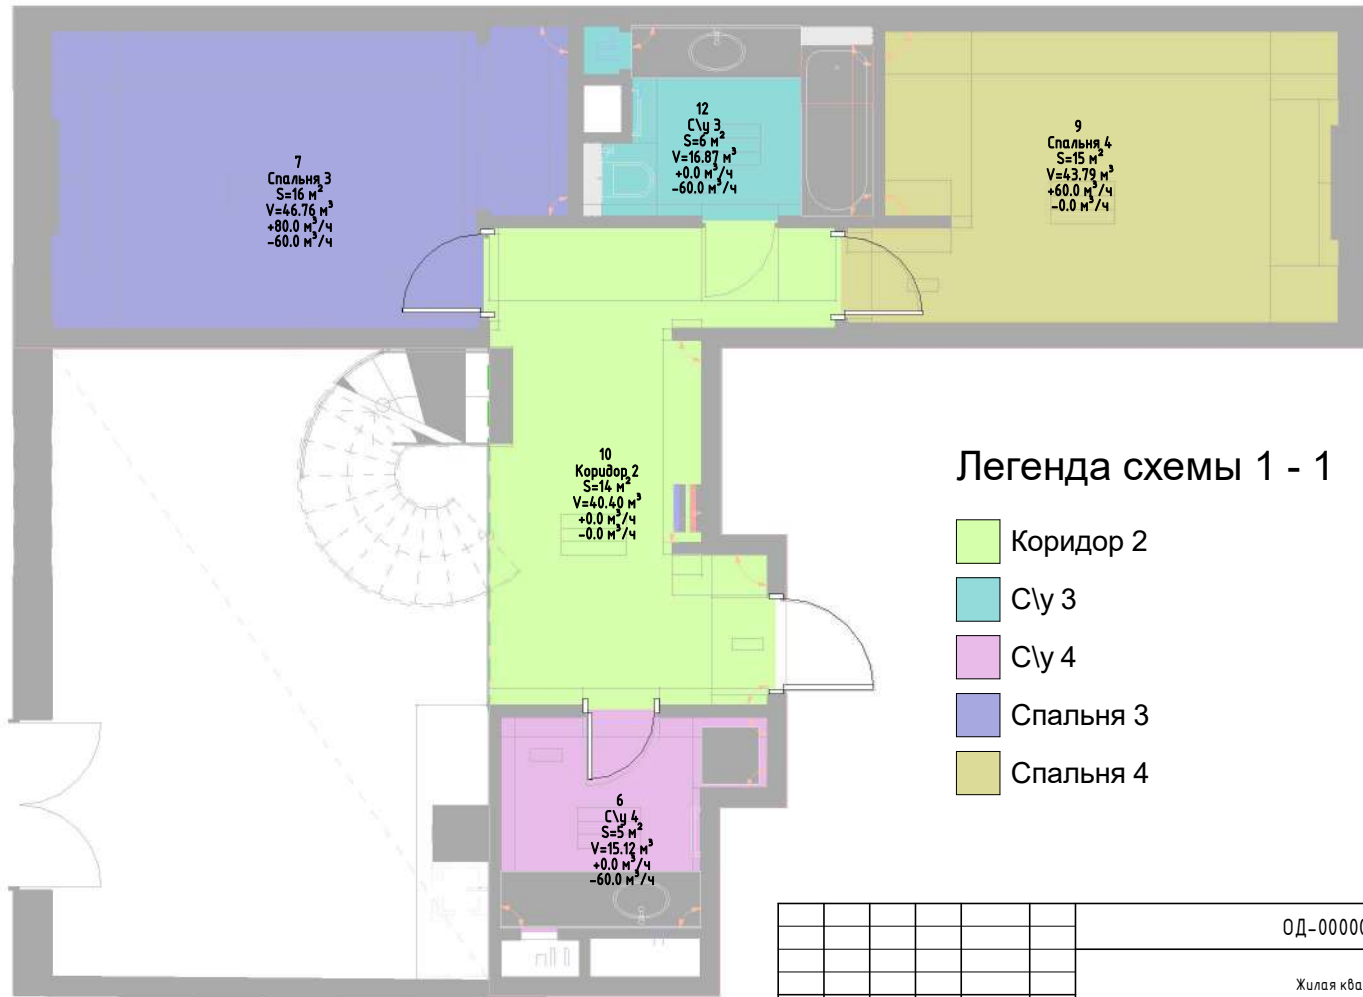 7
Спальня 3
S=16 м²
V=46.76 м³
+80.0 м³/ч
-60.0 м³/ч
12
С\у 3
S=6 м²
V=16.87 м³
+0.0 м³/ч
-60.0 м³/ч
9
Спальня 4
S=15 м²
V=43.79 м³
+60.0 м³/ч
-0.0 м³/ч
10
Коридор 2
S=14 м²
V=40.40 м³
+0.0 м³/ч
-0.0 м³/ч
6
С\у 4
S=5 м²
V=15.12 м³
+0.0 м³/ч
-60.0 м³/ч
Легенда схемы 1 - 1
Коридор 2
С\у 3
С\у 4
Спальня 3
Спальня 4
ОД-00000
Жилая ква